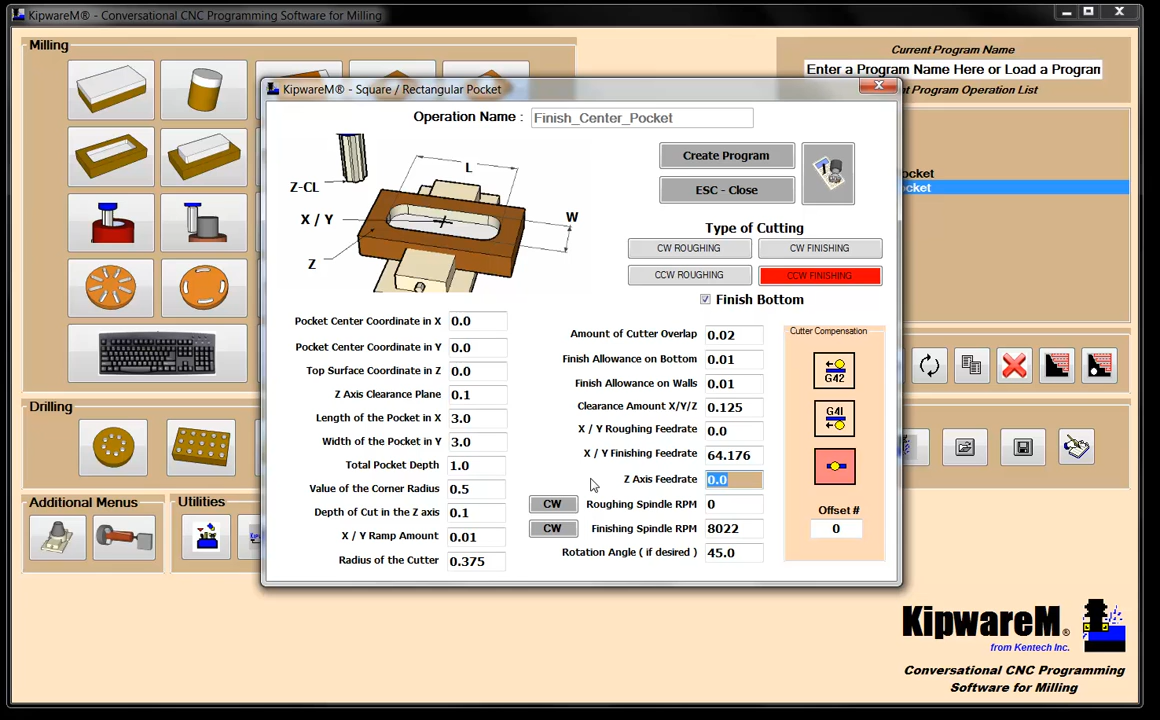 KipwareM® - Conversational CNC Programming Software for Milling
Milling
Current Program Name
Enter a Program Name Here or Load a Program
Program Operation List
ocket
ocket
KipwareM® - Square / Rectangular Pocket
Operation Name :
Finish_Center_Pocket
L
Z-CL
X / Y
W
Z
Create Program
ESC - Close
Type of Cutting
CW ROUGHING
CW FINISHING
CCW ROUGHING
CCW FINISHING
Finish Bottom
Pocket Center Coordinate in X 0.0
Pocket Center Coordinate in Y 0.0
Top Surface Coordinate in Z 0.0
Z Axis Clearance Plane 0.1
Length of the Pocket in X 3.0
Width of the Pocket in Y 3.0
Total Pocket Depth 1.0
Value of the Corner Radius 0.5
Depth of Cut in the Z axis 0.1
X / Y Ramp Amount 0.01
Radius of the Cutter 0.375
Amount of Cutter Overlap 0.02
Finish Allowance on Bottom 0.01
Finish Allowance on Walls 0.01
Clearance Amount X/Y/Z 0.125
X / Y Roughing Feedrate 0.0
X / Y Finishing Feedrate 64.176
Z Axis Feedrate 0.0
CW Roughing Spindle RPM 0
CW Finishing Spindle RPM 8022
Rotation Angle ( if desired ) 45.0
Cutter Compensation
G42
G41
Offset #
0
Drilling
Additional Menus
Utilities
KipwareM®
from Kentech Inc.
Conversational CNC Programming
Software for Milling